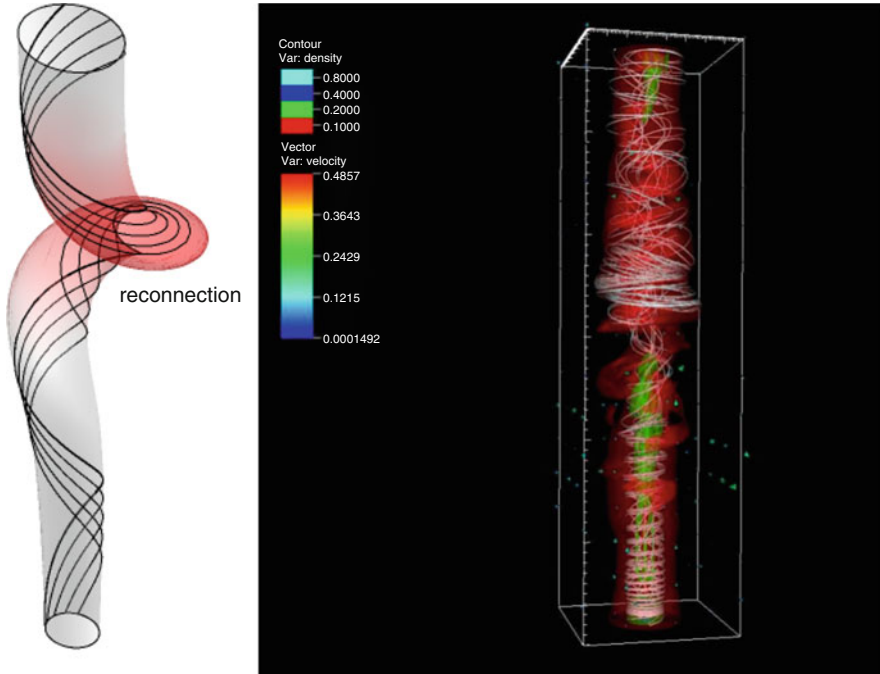 reconnection
Contour
Var: density
0.8000
0.4000
0.2000
0.1000
Vector
Var: velocity
0.4857
0.3643
0.2429
0.1215
0.0001492